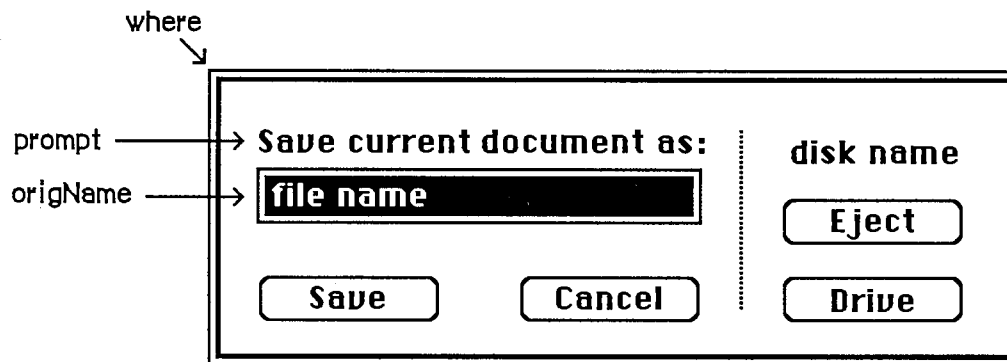 where
prompt
Save current document as:
disk name
origName
file name
Eject
Save
Cancel
Drive